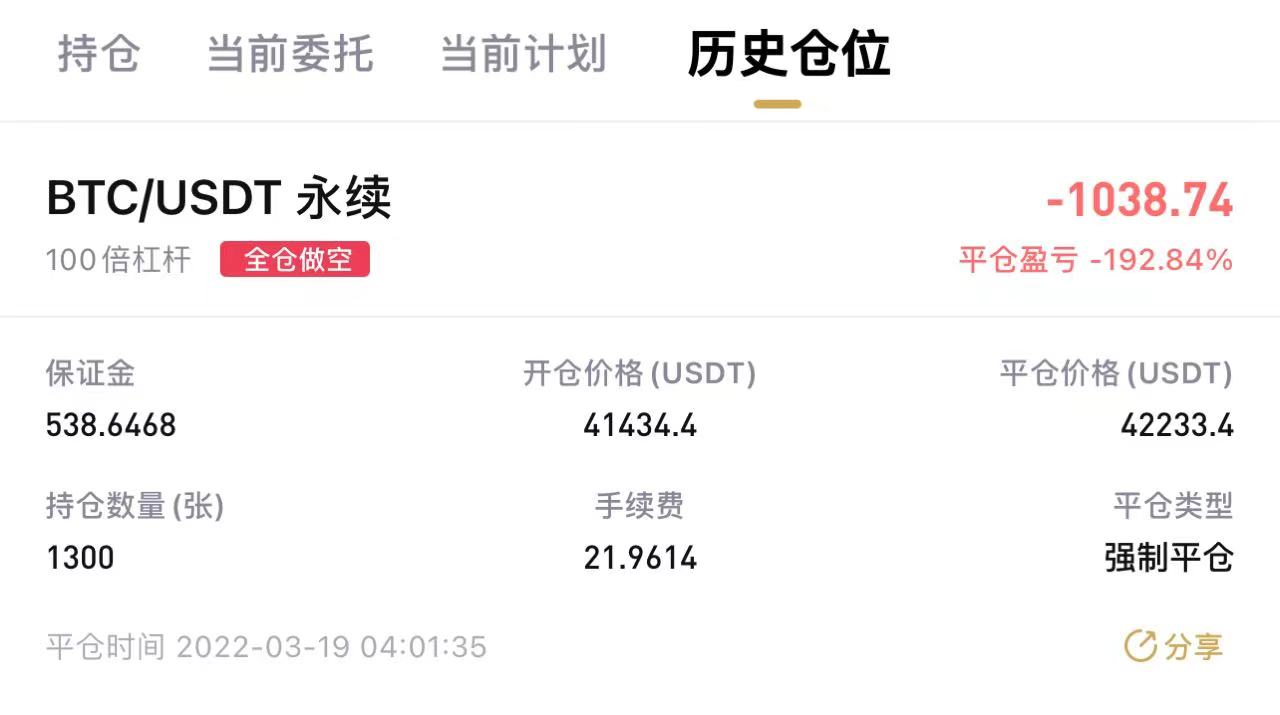 持仓 当前委托 当前计划 历史仓位
BTC/USDT 永续 -1038.74
100倍杠杆 全仓做空 平仓盈亏 -192.84%
保证金 开仓价格(USDT) 平仓价格(USDT)
538.6468 41434.4 42233.4
持仓数量(张) 手续费 平仓类型
1300 21.9614 强制平仓
平仓时间 2022-03-19 04:01:35 分享